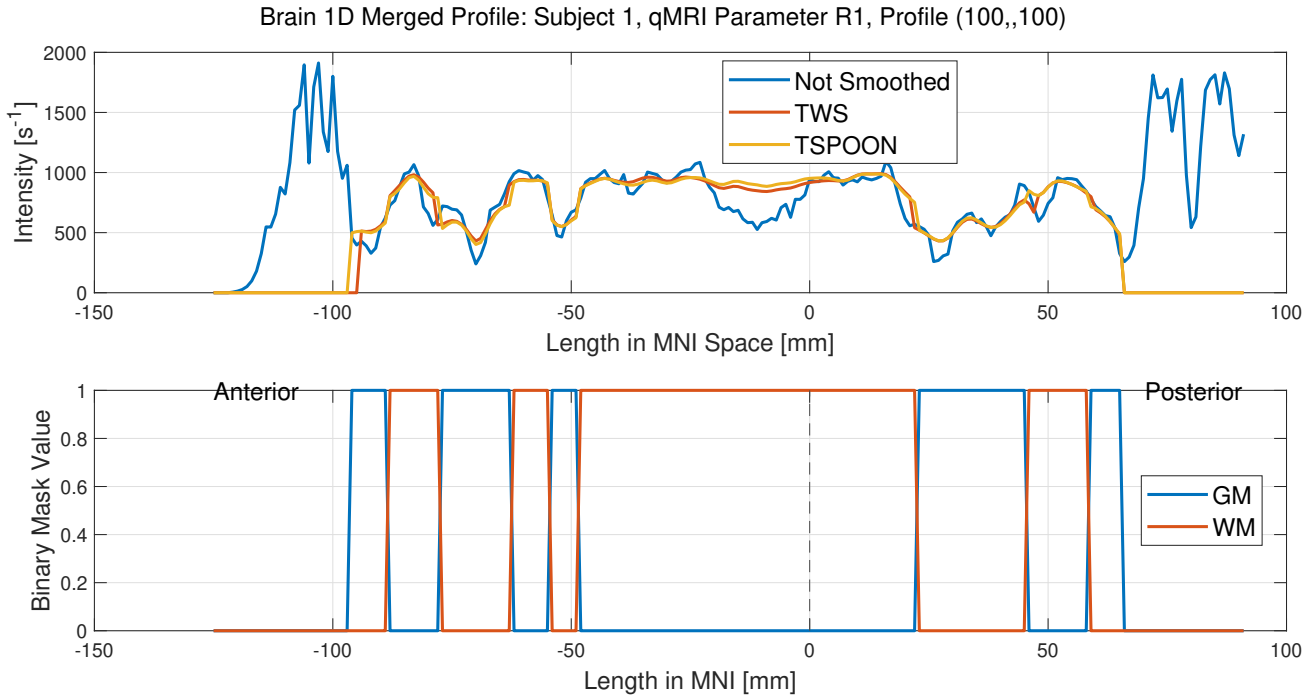 Brain 1D Merged Profile: Subject 1, qMRI Parameter R1, Profile (100,,100)
2000
1500
1000
500
0
Intensity [s-1]
Not Smoothed
TWS
TSPOON
-150
-100
-50
0
50
100
Length in MNI Space [mm]
1
0.8
0.6
0.4
0.2
0
Binary Mask Value
Anterior
Posterior
GM
WM
-150
-100
-50
0
50
100
Length in MNI [mm]